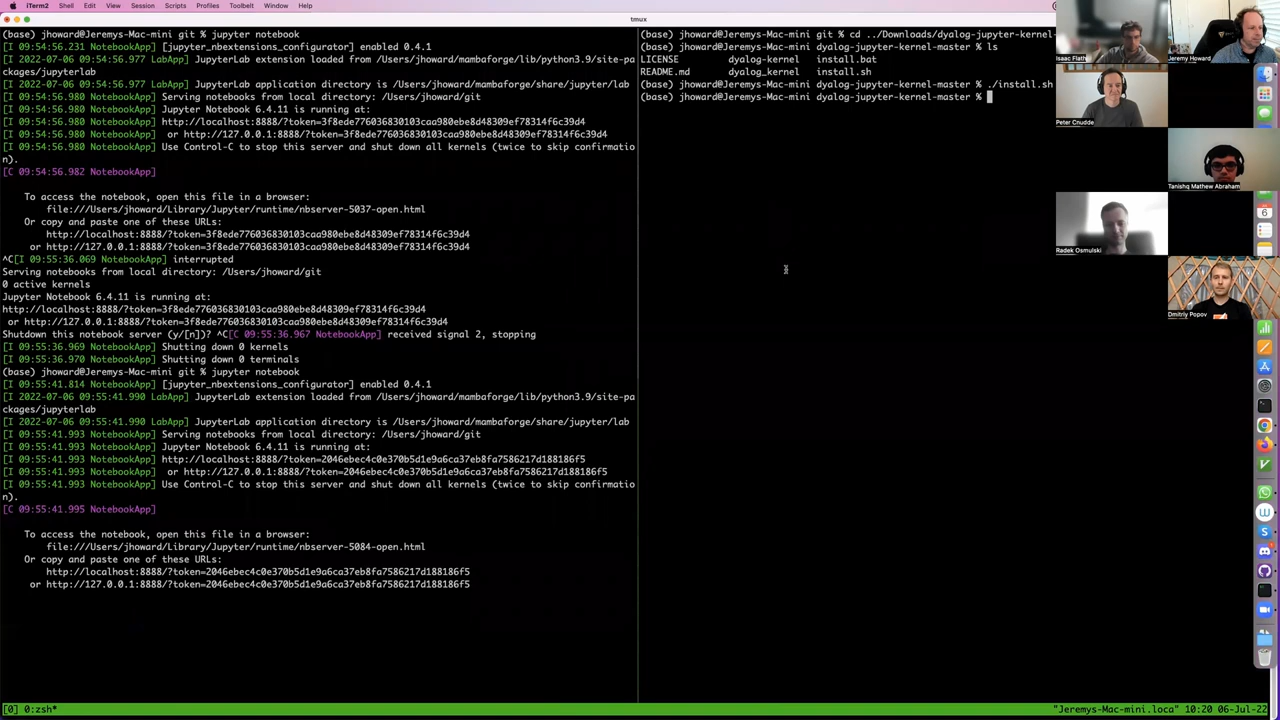 iTerm2 Shell Edit View Session Scripts Profiles Toolbelt Window Help
tmux
(base) jhoward@Jeremys-Mac-mini git % jupyter notebook
[I 09:54:56.231 NotebookApp] [jupyter_nbextensions_configurator] enabled 0.4.1
[I 09:54:56.977 LabApp] JupyterLab extension loaded from /Users/jhoward/mambaforge/lib/python3.9/site-pa
ckages/jupyterlab
[I 09:54:56.977 LabApp] JupyterLab application directory is /Users/jhoward/mambaforge/share/jupyter/lab
[I 09:54:56.980 NotebookApp] Serving notebooks from local directory: /Users/jhoward/git
[I 09:54:56.980 NotebookApp] Jupyter Notebook 6.4.11 is running at:
[I 09:54:56.980 NotebookApp] http://localhost:8888/?token=3f8ede776036830103caa980ebe8d48309ef78314f6c39d4
[I 09:54:56.980 NotebookApp]  or http://127.0.0.1:8888/?token=3f8ede776036830103caa980ebe8d48309ef78314f6c39d4
[I 09:54:56.980 NotebookApp] Use Control-C to stop this server and shut down all kernels (twice to skip confirmatio
n).
[C 09:54:56.982 NotebookApp]
To access the notebook, open this file in a browser:
file:///Users/jhoward/Library/Jupyter/runtime/nbserver-5037-open.html
Or copy and paste one of these URLs:
http://localhost:8888/?token=3f8ede776036830103caa980ebe8d48309ef78314f6c39d4
or http://127.0.0.1:8888/?token=3f8ede776036830103caa980ebe8d48309ef78314f6c39d4
^C[I 09:55:36.069 NotebookApp] interrupted
Serving notebooks from local directory: /Users/jhoward/git
0 active kernels
Jupyter Notebook 6.4.11 is running at:
http://localhost:8888/?token=3f8ede776036830103caa980ebe8d48309ef78314f6c39d4
or http://127.0.0.1:8888/?token=3f8ede776036830103caa980ebe8d48309ef78314f6c39d4
Shutdown this notebook server (y/[n])? ^C[C 09:55:36.967 NotebookApp] received signal 2, stopping
[I 09:55:36.969 NotebookApp] Shutting down 0 kernels
[I 09:55:36.970 NotebookApp] Shutting down 0 terminals
(base) jhoward@Jeremys-Mac-mini git % jupyter notebook
[I 09:55:41.814 NotebookApp] [jupyter_nbextensions_configurator] enabled 0.4.1
[I 2022-07-06 09:55:41.990 LabApp] JupyterLab extension loaded from /Users/jhoward/mambaforge/lib/python3.9/site-pa
ckages/jupyterlab
[I 2022-07-06 09:55:41.990 LabApp] JupyterLab application directory is /Users/jhoward/mambaforge/share/jupyter/lab
[I 09:55:41.993 NotebookApp] Serving notebooks from local directory: /Users/jhoward/git
[I 09:55:41.993 NotebookApp] Jupyter Notebook 6.4.11 is running at:
[I 09:55:41.993 NotebookApp] http://localhost:8888/?token=2046ebec4c0e370b5d1e9a6ca37eb8fa7586217d188186f5
[I 09:55:41.993 NotebookApp]  or http://127.0.0.1:8888/?token=2046ebec4c0e370b5d1e9a6ca37eb8fa7586217d188186f5
[I 09:55:41.993 NotebookApp] Use Control-C to stop this server and shut down all kernels (twice to skip confirmatio
n).
[C 09:55:41.995 NotebookApp]
To access the notebook, open this file in a browser:
file:///Users/jhoward/Library/Jupyter/runtime/nbserver-5084-open.html
Or copy and paste one of these URLs:
http://localhost:8888/?token=2046ebec4c0e370b5d1e9a6ca37eb8fa7586217d188186f5
or http://127.0.0.1:8888/?token=2046ebec4c0e370b5d1e9a6ca37eb8fa7586217d188186f5
(base) jhoward@Jeremys-Mac-mini git % cd ../Downloads/dyalog-jupyter-kernel-
(base) jhoward@Jeremys-Mac-mini dyalog-jupyter-kernel-master % ls
LICENSE dyalog-kernel install.bat
README.md dyalog_kernel install.sh
(base) jhoward@Jeremys-Mac-mini dyalog-jupyter-kernel-master % ./install.sh
(base) jhoward@Jeremys-Mac-mini dyalog-jupyter-kernel-master %
Isaac Flath
Jeremy Howard
Peter Cnudde
Tanishq Mathew Abraham
Radek Osmulski
Dmitriy Popov
6
[0] 0:zsh*
"Jeremys-Mac-mini.loca" 10:20 06-Jul-22